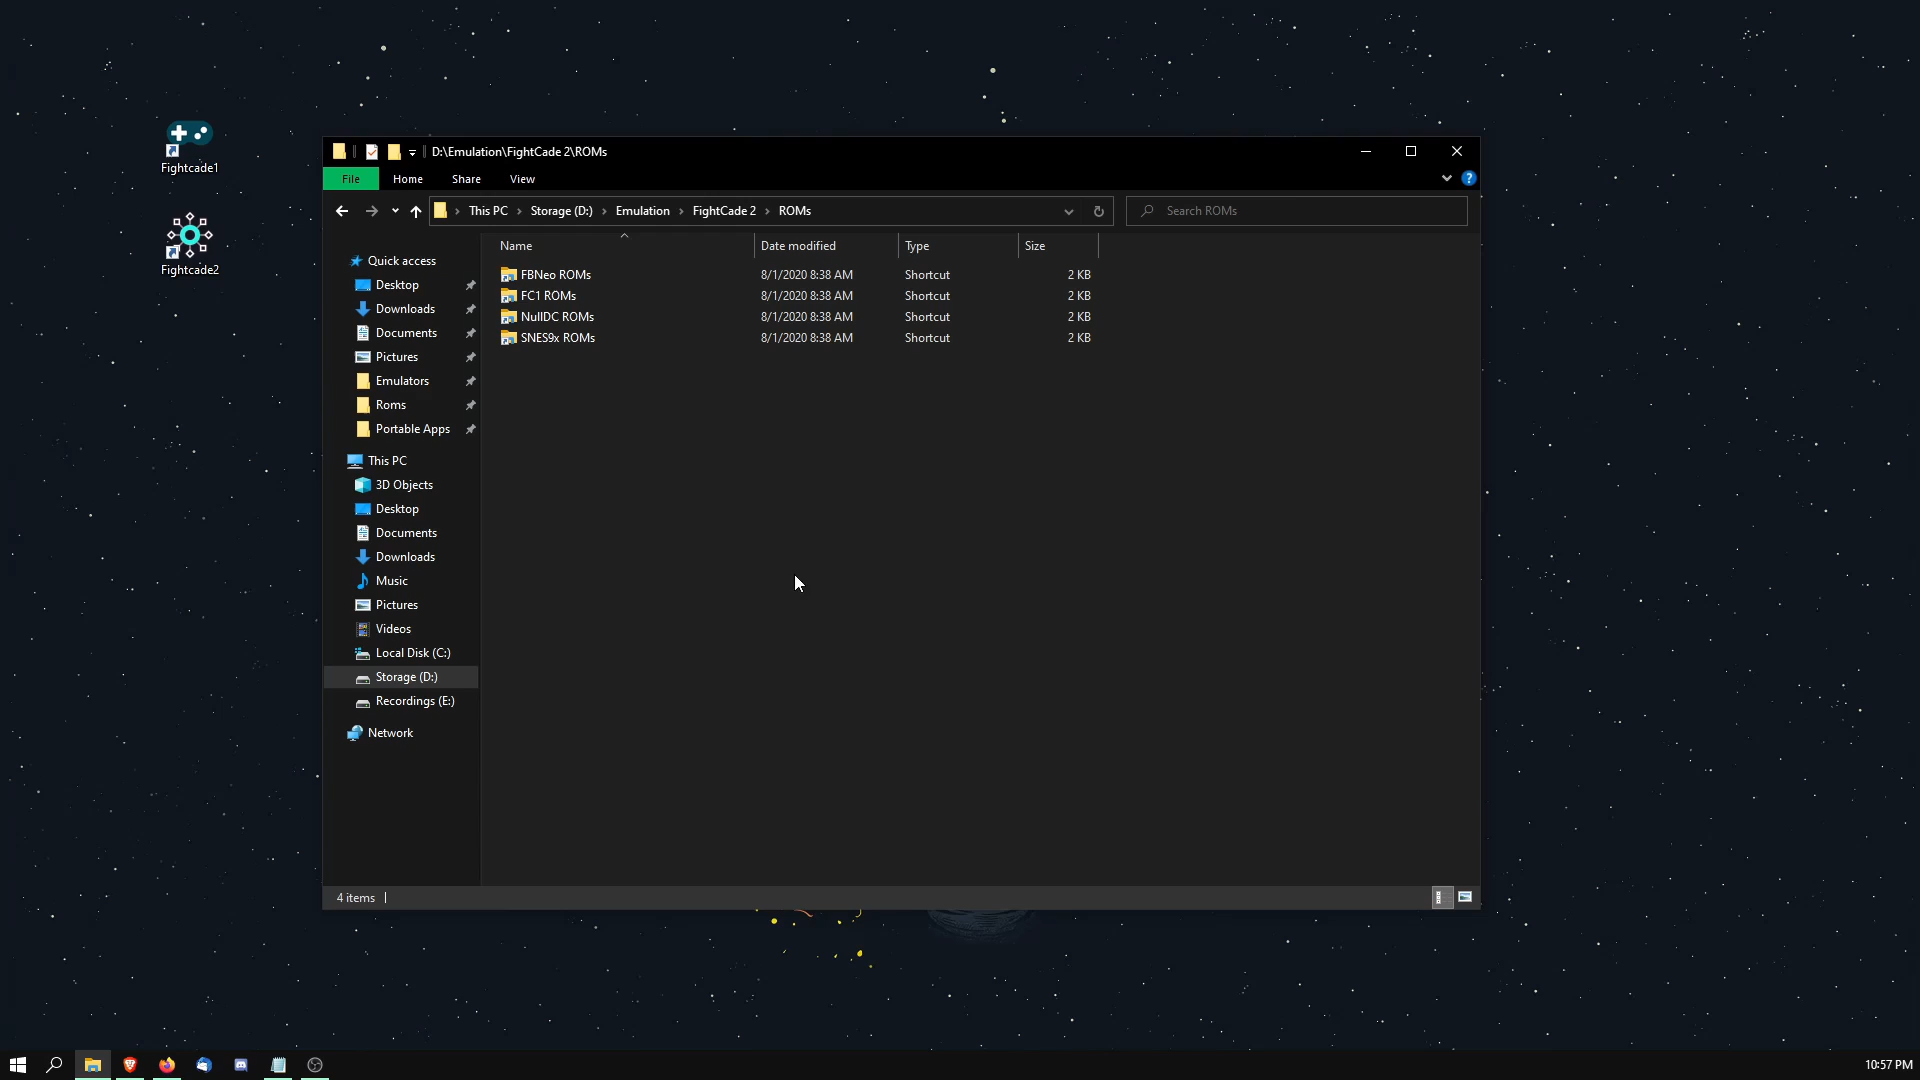 Fightcade1
Fightcade2
D:\Emulation\FightCade 2\ROMs
File Home Share View
This PC Storage (D:) Emulation FightCade 2 ROMs
Search ROMs
Name Date modified Type Size
FBNeo ROMs 8/1/2020 8:38 AM Shortcut 2 KB
FC1 ROMs 8/1/2020 8:38 AM Shortcut 2 KB
NullDC ROMs 8/1/2020 8:38 AM Shortcut 2 KB
SNES9x ROMs 8/1/2020 8:38 AM Shortcut 2 KB
Quick access
Desktop
Downloads
Documents
Pictures
Emulators
Roms
Portable Apps
This PC
3D Objects
Desktop
Documents
Downloads
Music
Pictures
Videos
Local Disk (C:)
Storage (D:)
Recordings (E:)
Network
4 items
10:57 PM